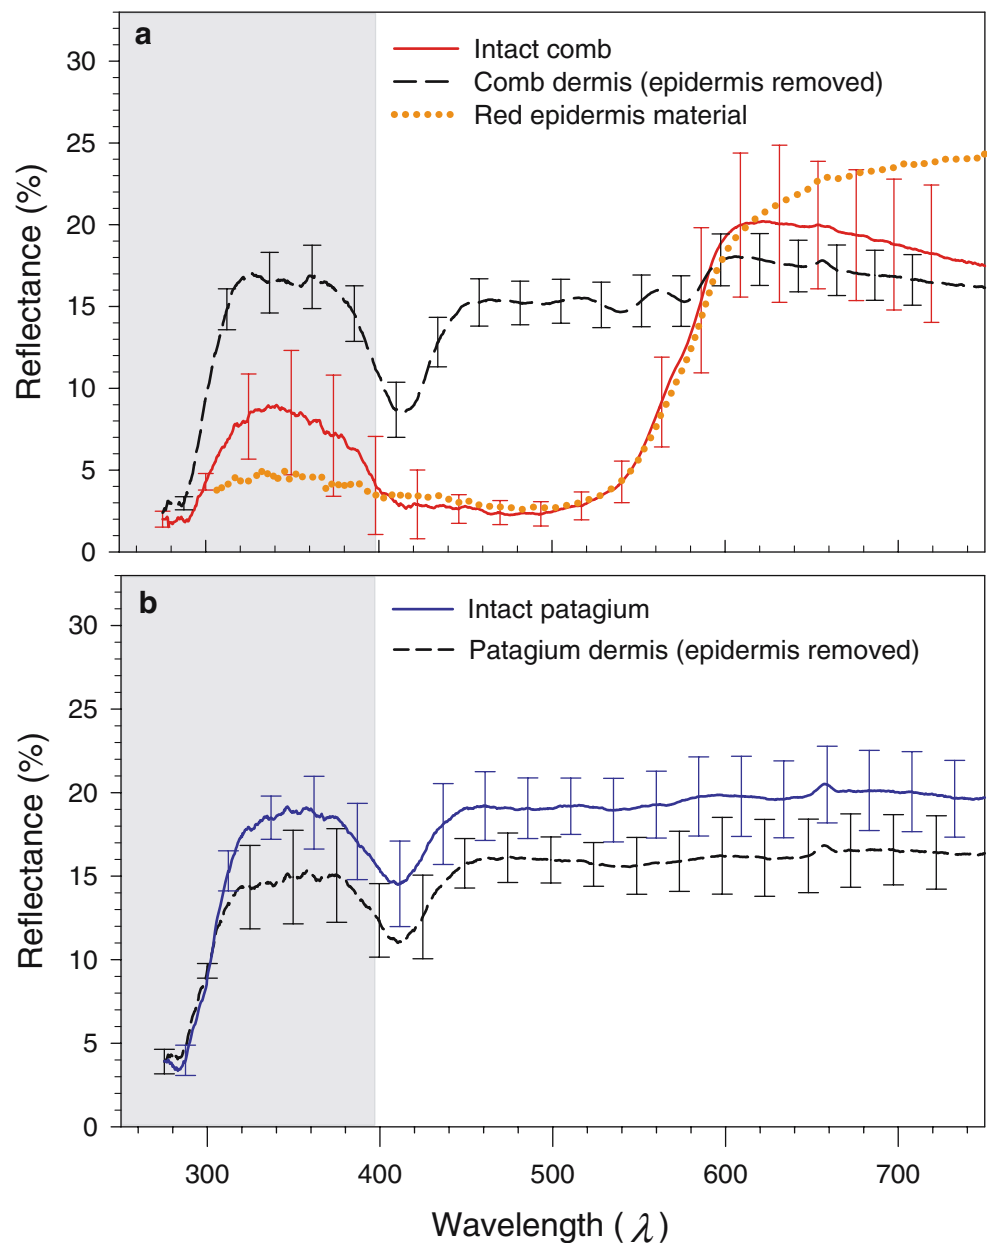 a
Intact comb
Comb dermis (epidermis removed)
Red epidermis material
30
25
20
15
10
5
0
Reflectance (%)
b
Intact patagium
Patagium dermis (epidermis removed)
30
25
20
15
10
5
0
Reflectance (%)
300 400 500 600 700
Wavelength (λ)